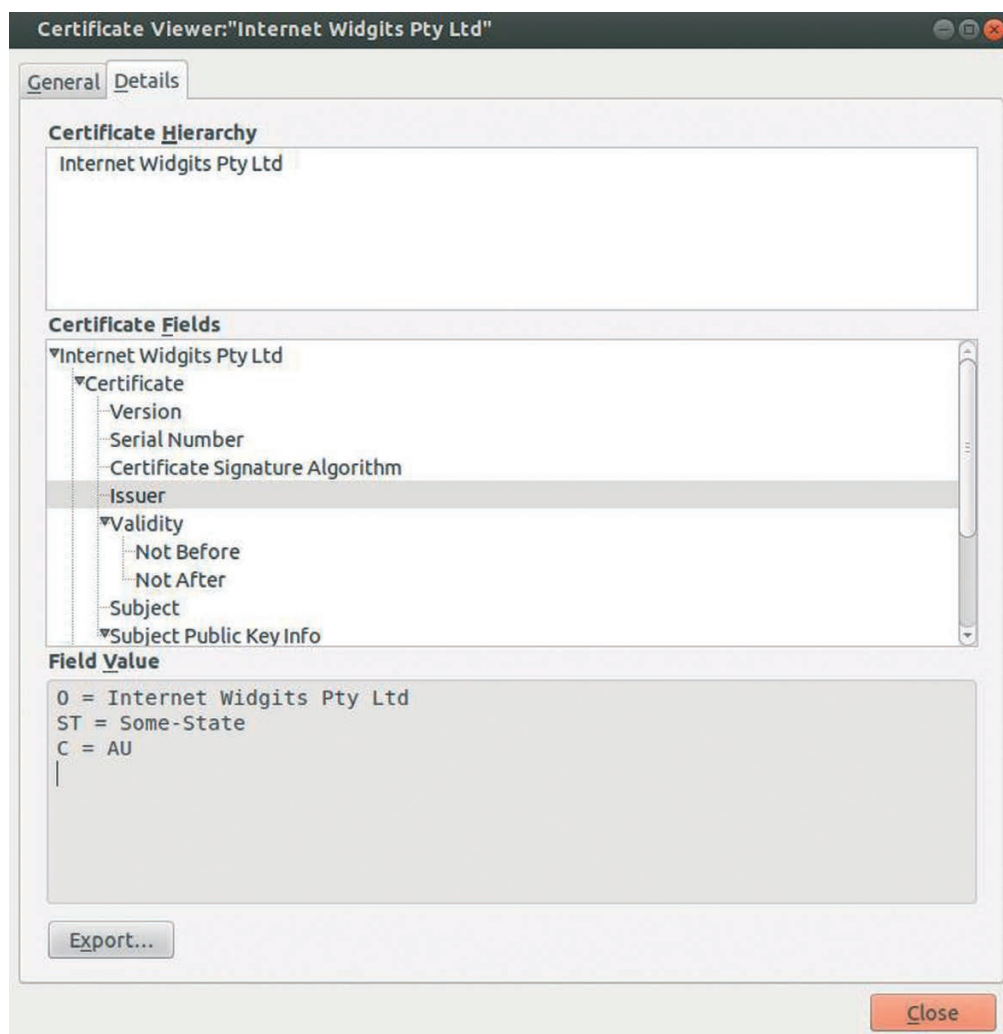 Certificate Viewer:"Internet Widgits Pty Ltd"
General Details
Certificate Hierarchy
Internet Widgits Pty Ltd
Certificate Fields
Internet Widgits Pty Ltd
Certificate
Version
Serial Number
Certificate Signature Algorithm
Issuer
Validity
Not Before
Not After
Subject
Subject Public Key Info
Field Value
O = Internet Widgits Pty Ltd
ST = Some-State
C = AU
Export...
Close